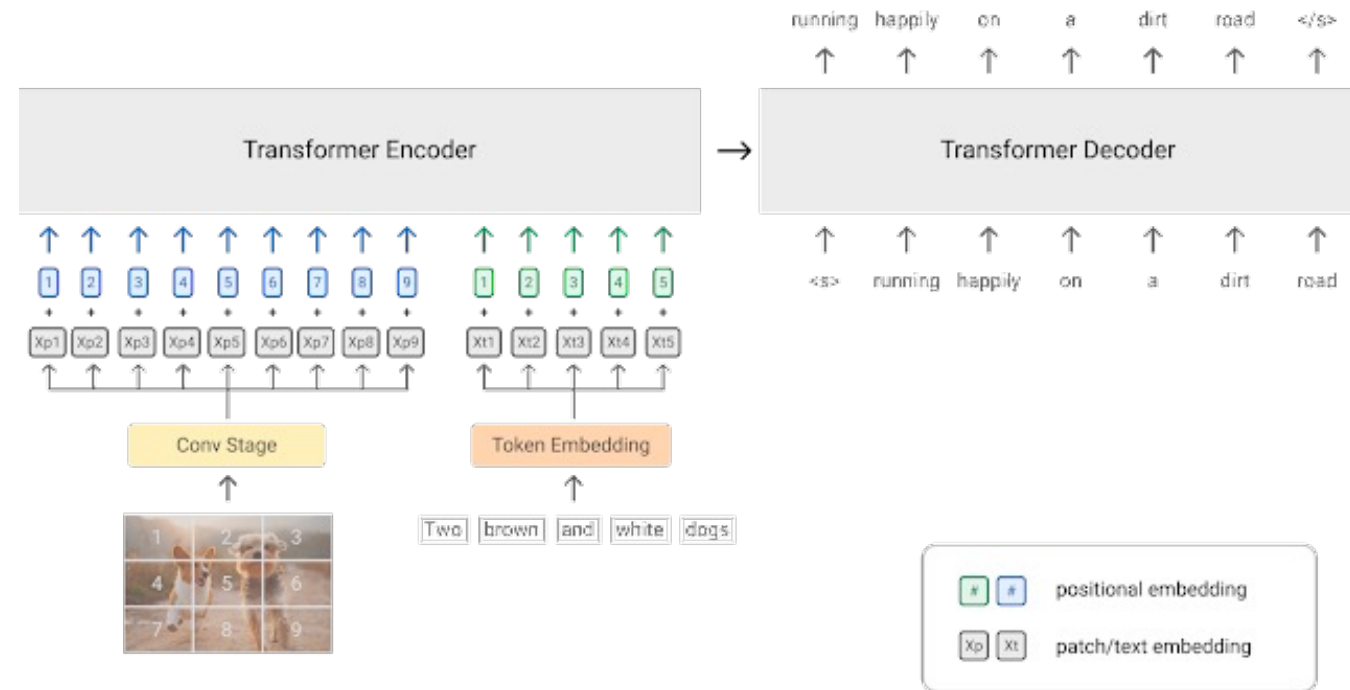 running happily on a dirt road </s>
Transformer Encoder
Transformer Decoder
1 2 3 4 5 6 7 8 9
1 2 3 4 5
<s> running happily on a dirt road
+ + + + + + + + +
+ + + + +
Xp1 Xp2 Xp3 Xp4 Xp5 Xp6 Xp7 Xp8 Xp9
Xt1 Xt2 Xt3 Xt4 Xt5
Conv Stage
Token Embedding
Two brown and white dogs
1 2 3
4 5 6
7 8 9
# # positional embedding
Xp Xt patch/text embedding